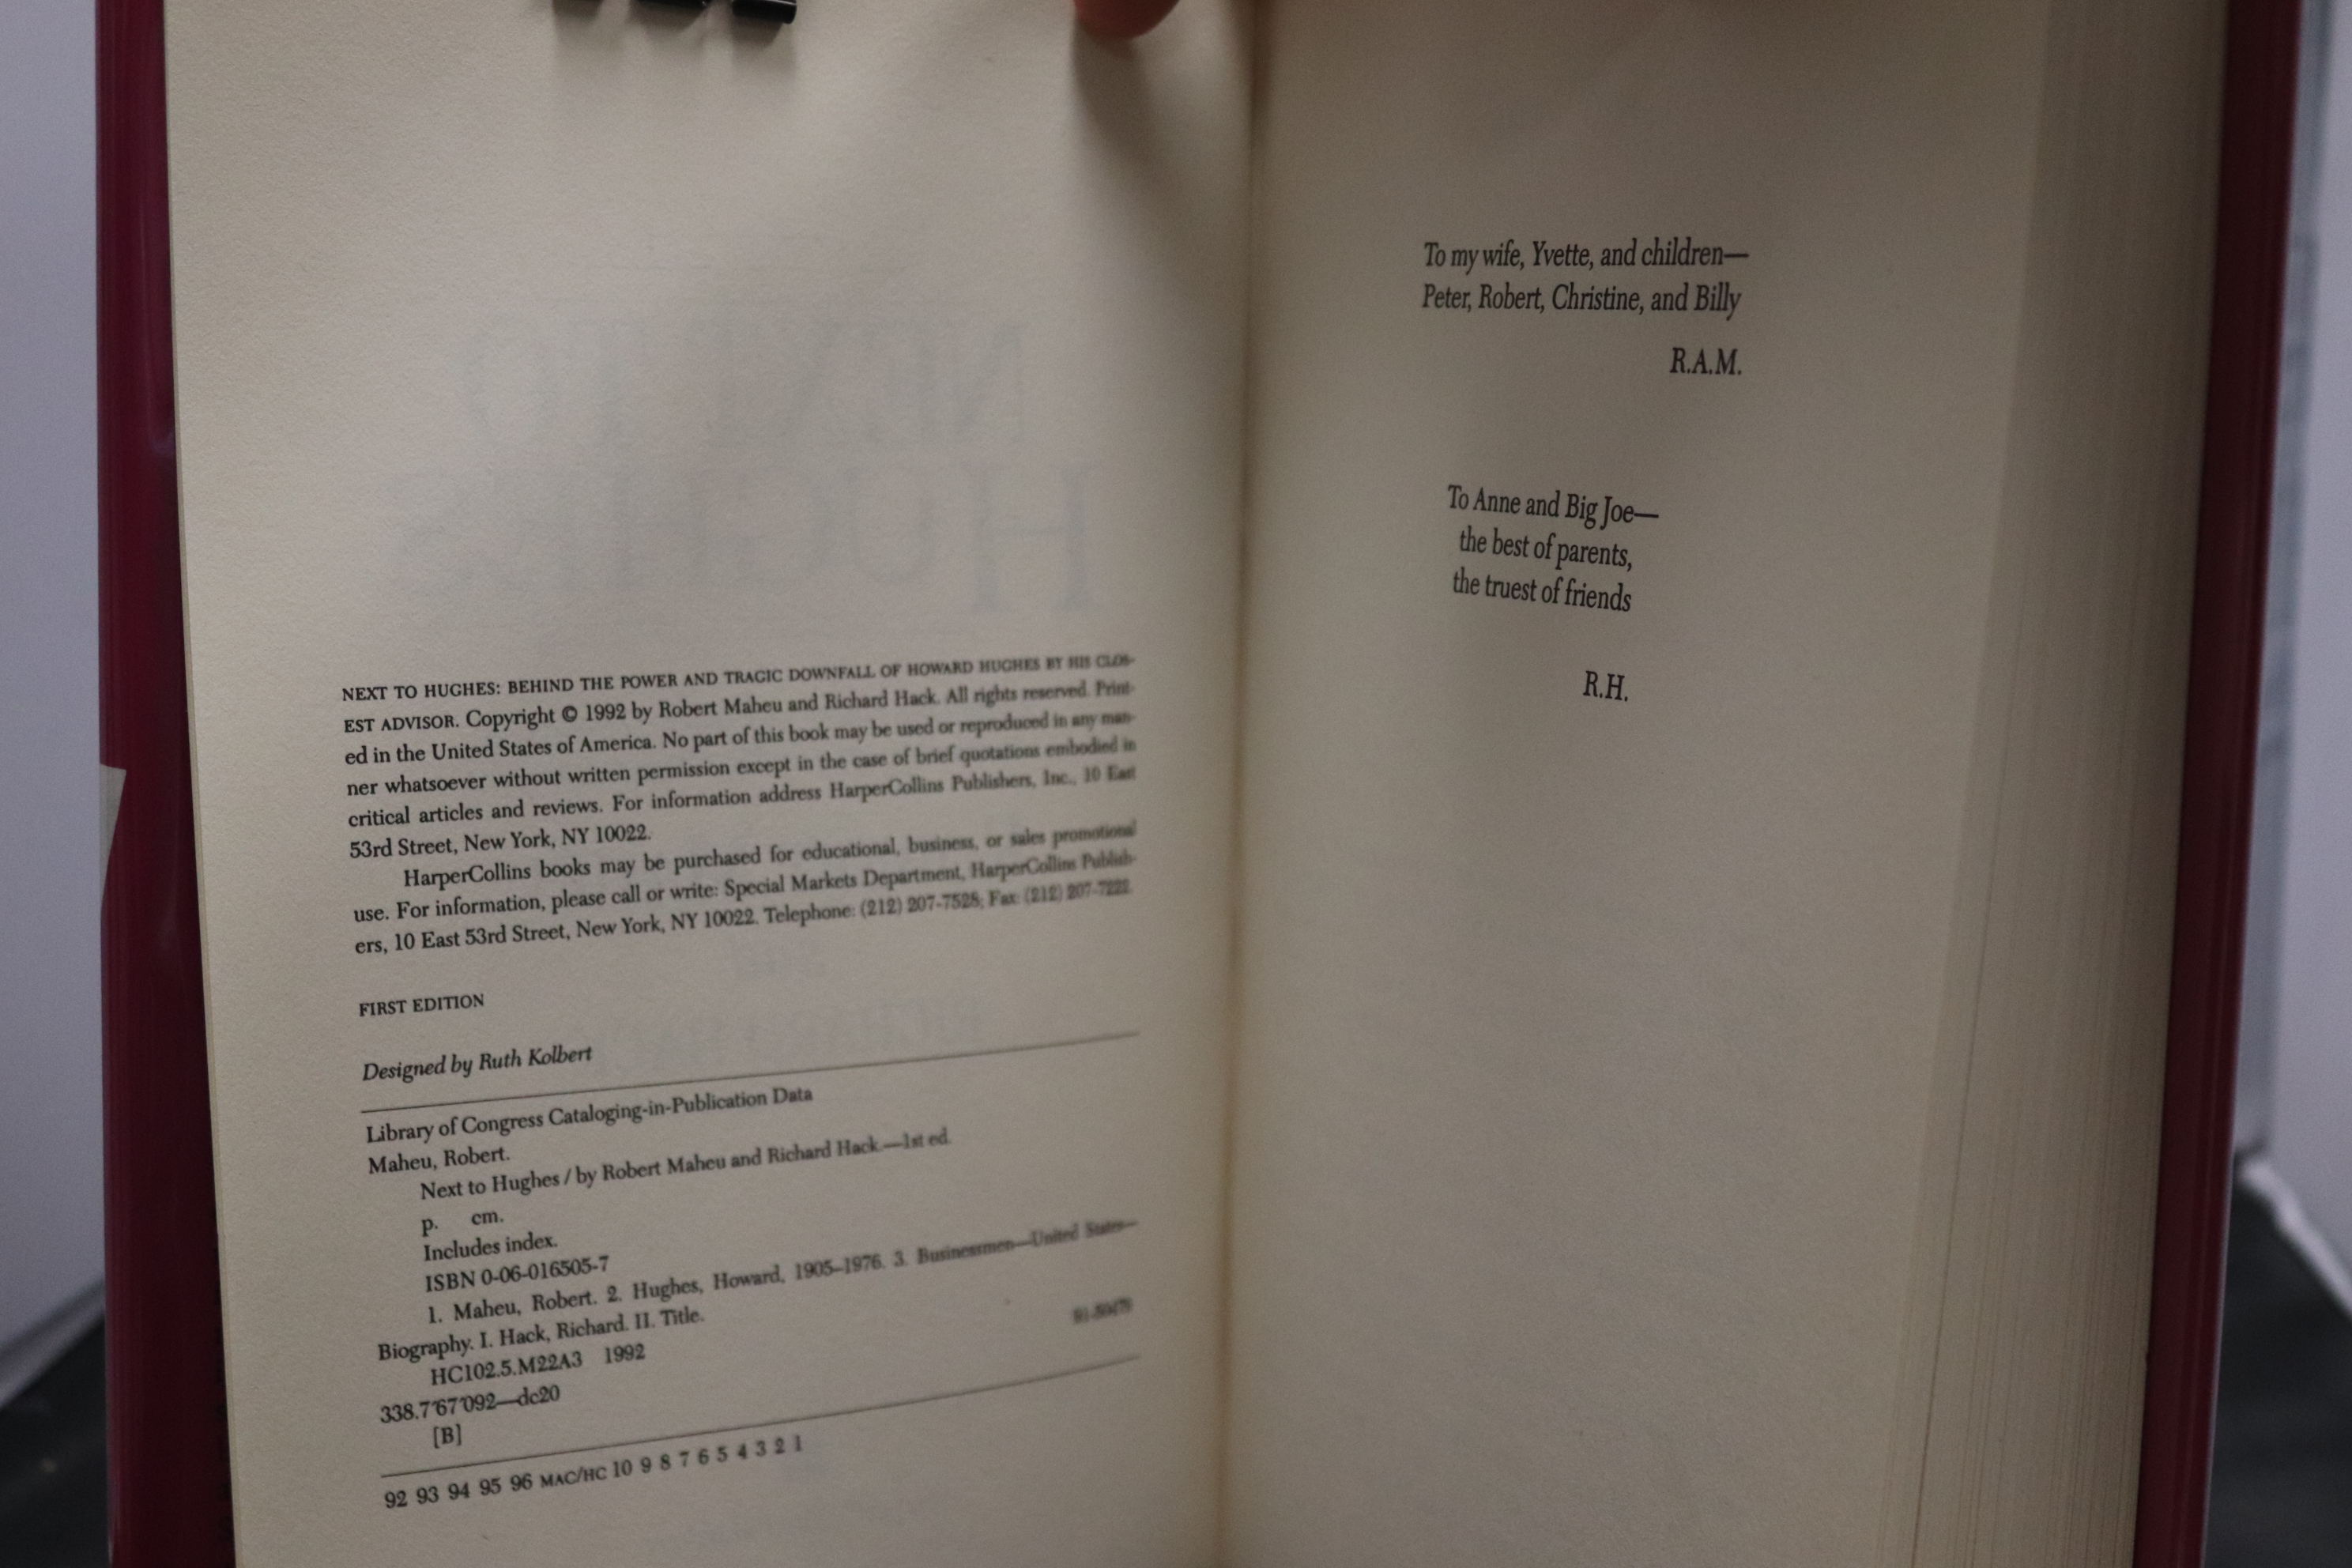 NEXT TO HUGHES: BEHIND THE POWER AND TRAGIC DOWNFALL OF HOWARD HUGHES BY HIS CLOS-
EST ADVISOR. Copyright © 1992 by Robert Maheu and Richard Hack. All rights reserved. Print-
ed in the United States of America. No part of this book may be used or reproduced in any man-
ner whatsoever without written permission except in the case of brief quotations embodied in
critical articles and reviews. For information address HarperCollins Publishers, Inc., 10 East
53rd Street, New York, NY 10022.
HarperCollins books may be purchased for educational, business, or sales promotional
use. For information, please call or write: Special Markets Department, HarperCollins Publish-
ers, 10 East 53rd Street, New York, NY 10022. Telephone: (212) 207-7528; Fax: (212) 207-7222.
FIRST EDITION
Designed by Ruth Kolbert
Library of Congress Cataloging-in-Publication Data
Maheu, Robert.
Next to Hughes / by Robert Maheu and Richard Hack.—1st ed.
p. cm.
Includes index.
ISBN 0-06-016505-7
1. Maheu, Robert. 2. Hughes, Howard, 1905–1976. 3. Businessmen—United States—
Biography. I. Hack, Richard. II. Title.
HC102.5.M22A3 1992
338.7'67'092—dc20
[B]
92 93 94 95 96 MAC/HC 10 9 8 7 6 5 4 3 2 1
To my wife, Yvette, and children—
Peter, Robert, Christine, and Billy
R.A.M.
To Anne and Big Joe—
the best of parents,
the truest of friends
R.H.